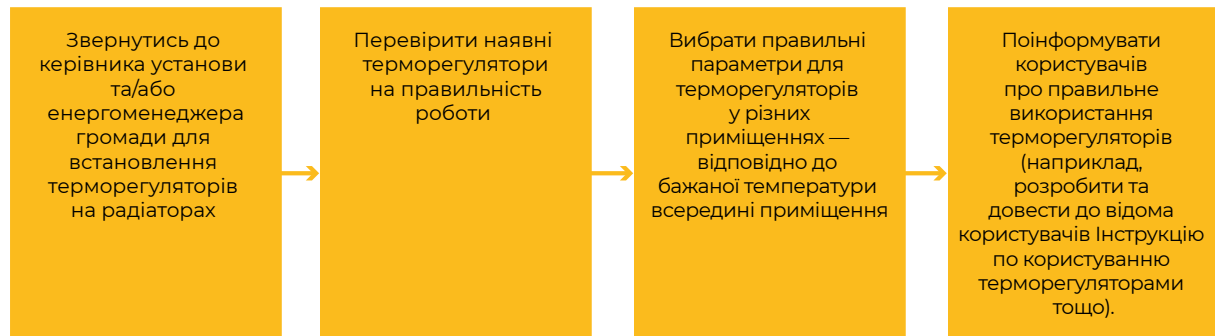 Звернутись до
керівника установи
та/або
енергоменеджера
громади для
встановлення
терморегуляторів
на радіаторах
Перевірити наявні
терморегулятори
на правильність
роботи
Вибрати правильні
параметри для
терморегуляторів
у різних
приміщеннях —
відповідно до
бажаної температури
всередині приміщення
Поінформувати
користувачів
про правильне
використання
терморегуляторів
(наприклад,
розробити та
довести до відома
користувачів Інструкцію
по користуванню
терморегуляторами
тощо).